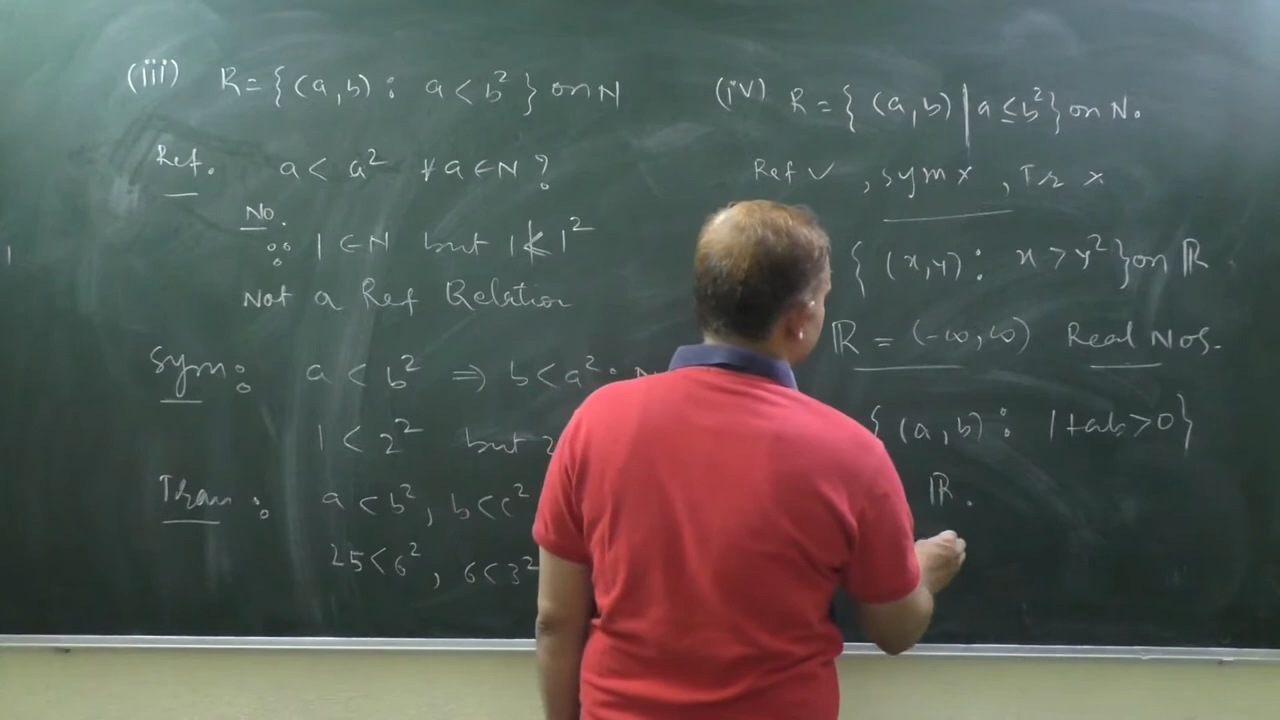 (iii) R={(a,b) : a<b²} on N
Ref. a< a² ∀ a∈N ?
No.
∵ 1∈N but 1≮1²
Not a Ref Relation
Sym: a < b² ⇒ b<a² :
1 < 2² but 2
Tran : a<b², b<c²
25<6², 6<3²
(iv) R={(a,b) | a≤b²} on N.
Ref ✓, sym ×, Tr ×
{(x,y): x>y²} on ℝ
ℝ = (-∞,∞) Real Nos.
{(a,b): 1+ab>0}
ℝ.